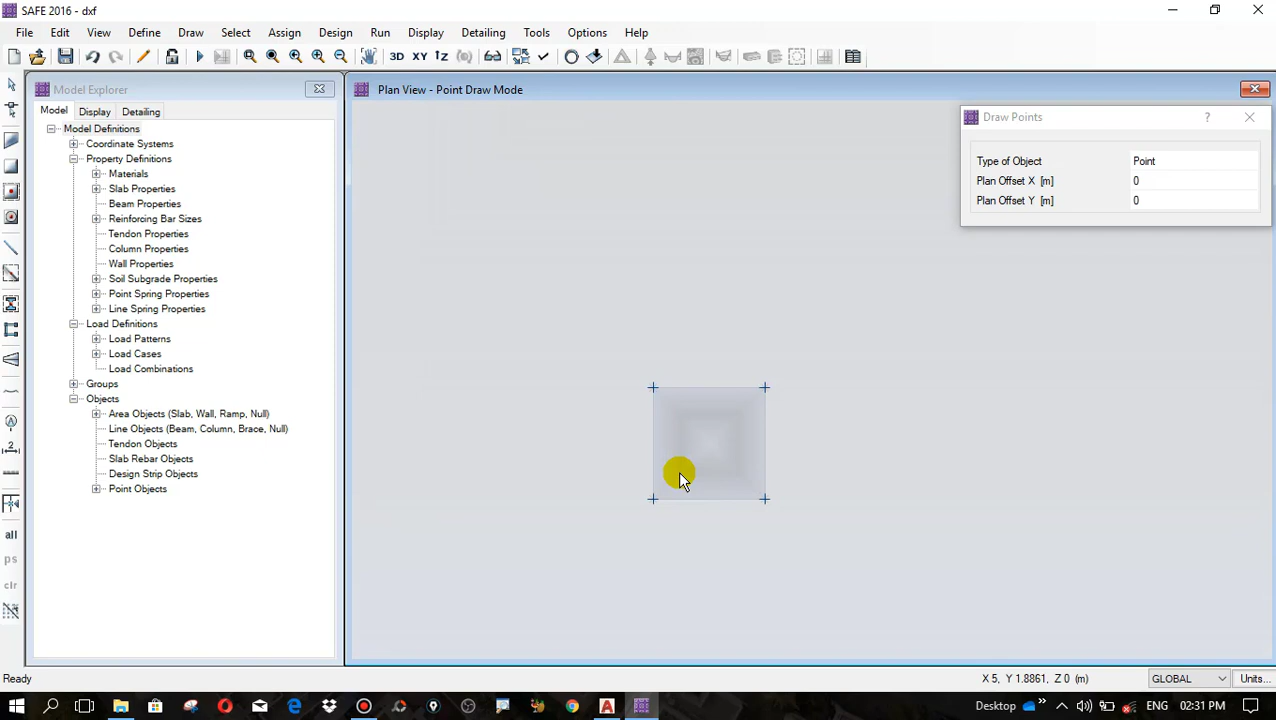 SAFE 2016 - dxf
File Edit View Define Draw Select Assign Design Run Display Detailing Tools Options Help
3D XY
Model Explorer
Plan View - Point Draw Mode
Model Display Detailing
Draw Points ?
Model Definitions
Coordinate Systems
Property Definitions
Materials
Slab Properties
Beam Properties
Reinforcing Bar Sizes
Tendon Properties
Column Properties
Wall Properties
Soil Subgrade Properties
Point Spring Properties
Line Spring Properties
Load Definitions
Load Patterns
Load Cases
Load Combinations
Groups
Objects
Area Objects (Slab, Wall, Ramp, Null)
Line Objects (Beam, Column, Brace, Null)
Tendon Objects
Slab Rebar Objects
Design Strip Objects
Point Objects
Type of Object Point
Plan Offset X [m] 0
Plan Offset Y [m] 0
all
ps
clr
Ready X 5, Y 1.8861, Z 0 (m) GLOBAL Units...
Desktop » ENG 02:31 PM